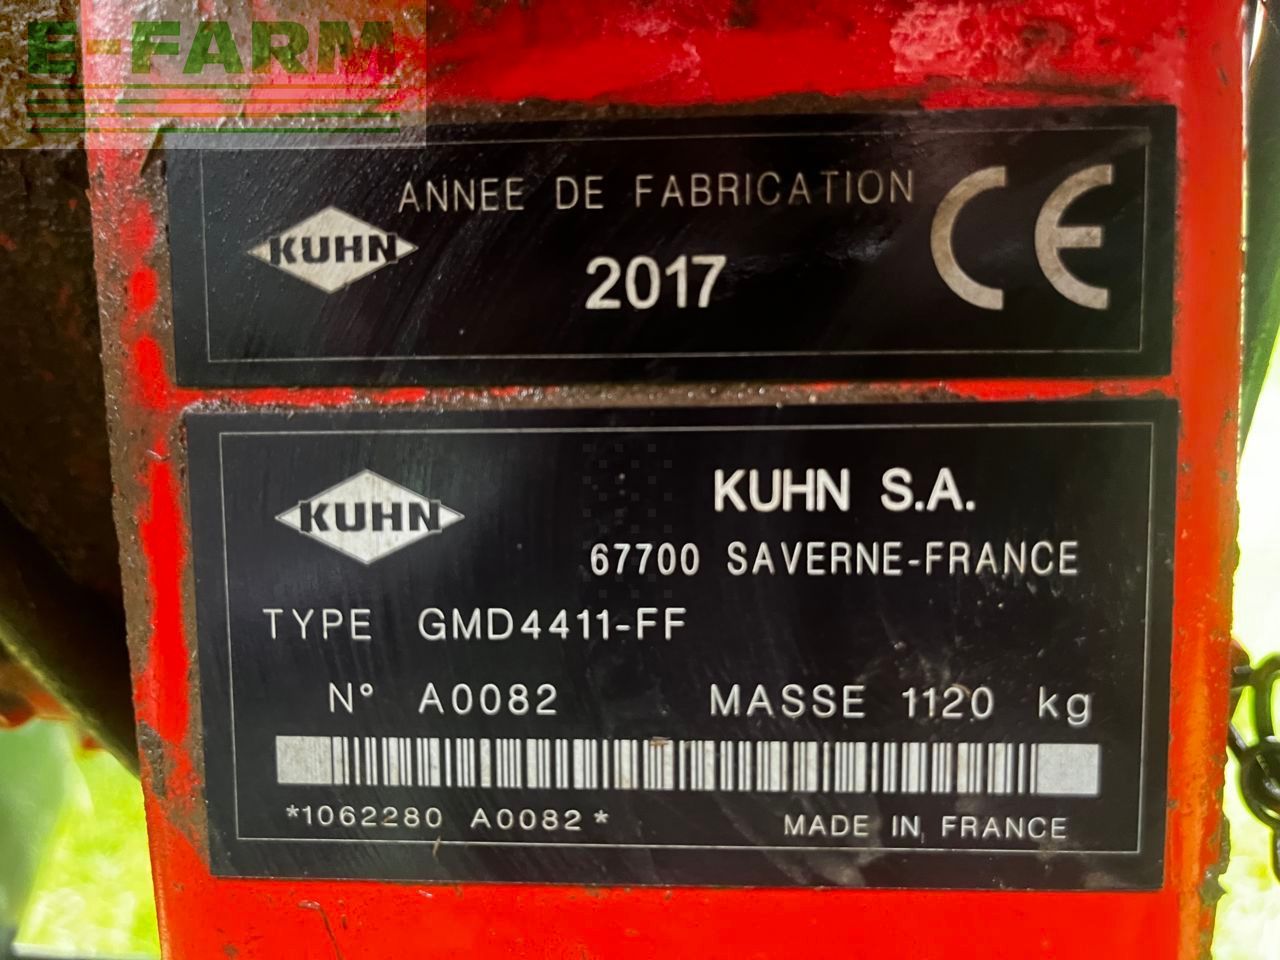 E-FARM
ANNEE DE FABRICATION
KUHN
2017
CE
KUHN
KUHN S.A.
67700 SAVERNE-FRANCE
TYPE GMD4411-FF
N° A0082 MASSE 1120 kg
*1062280 A0082*
MADE IN FRANCE